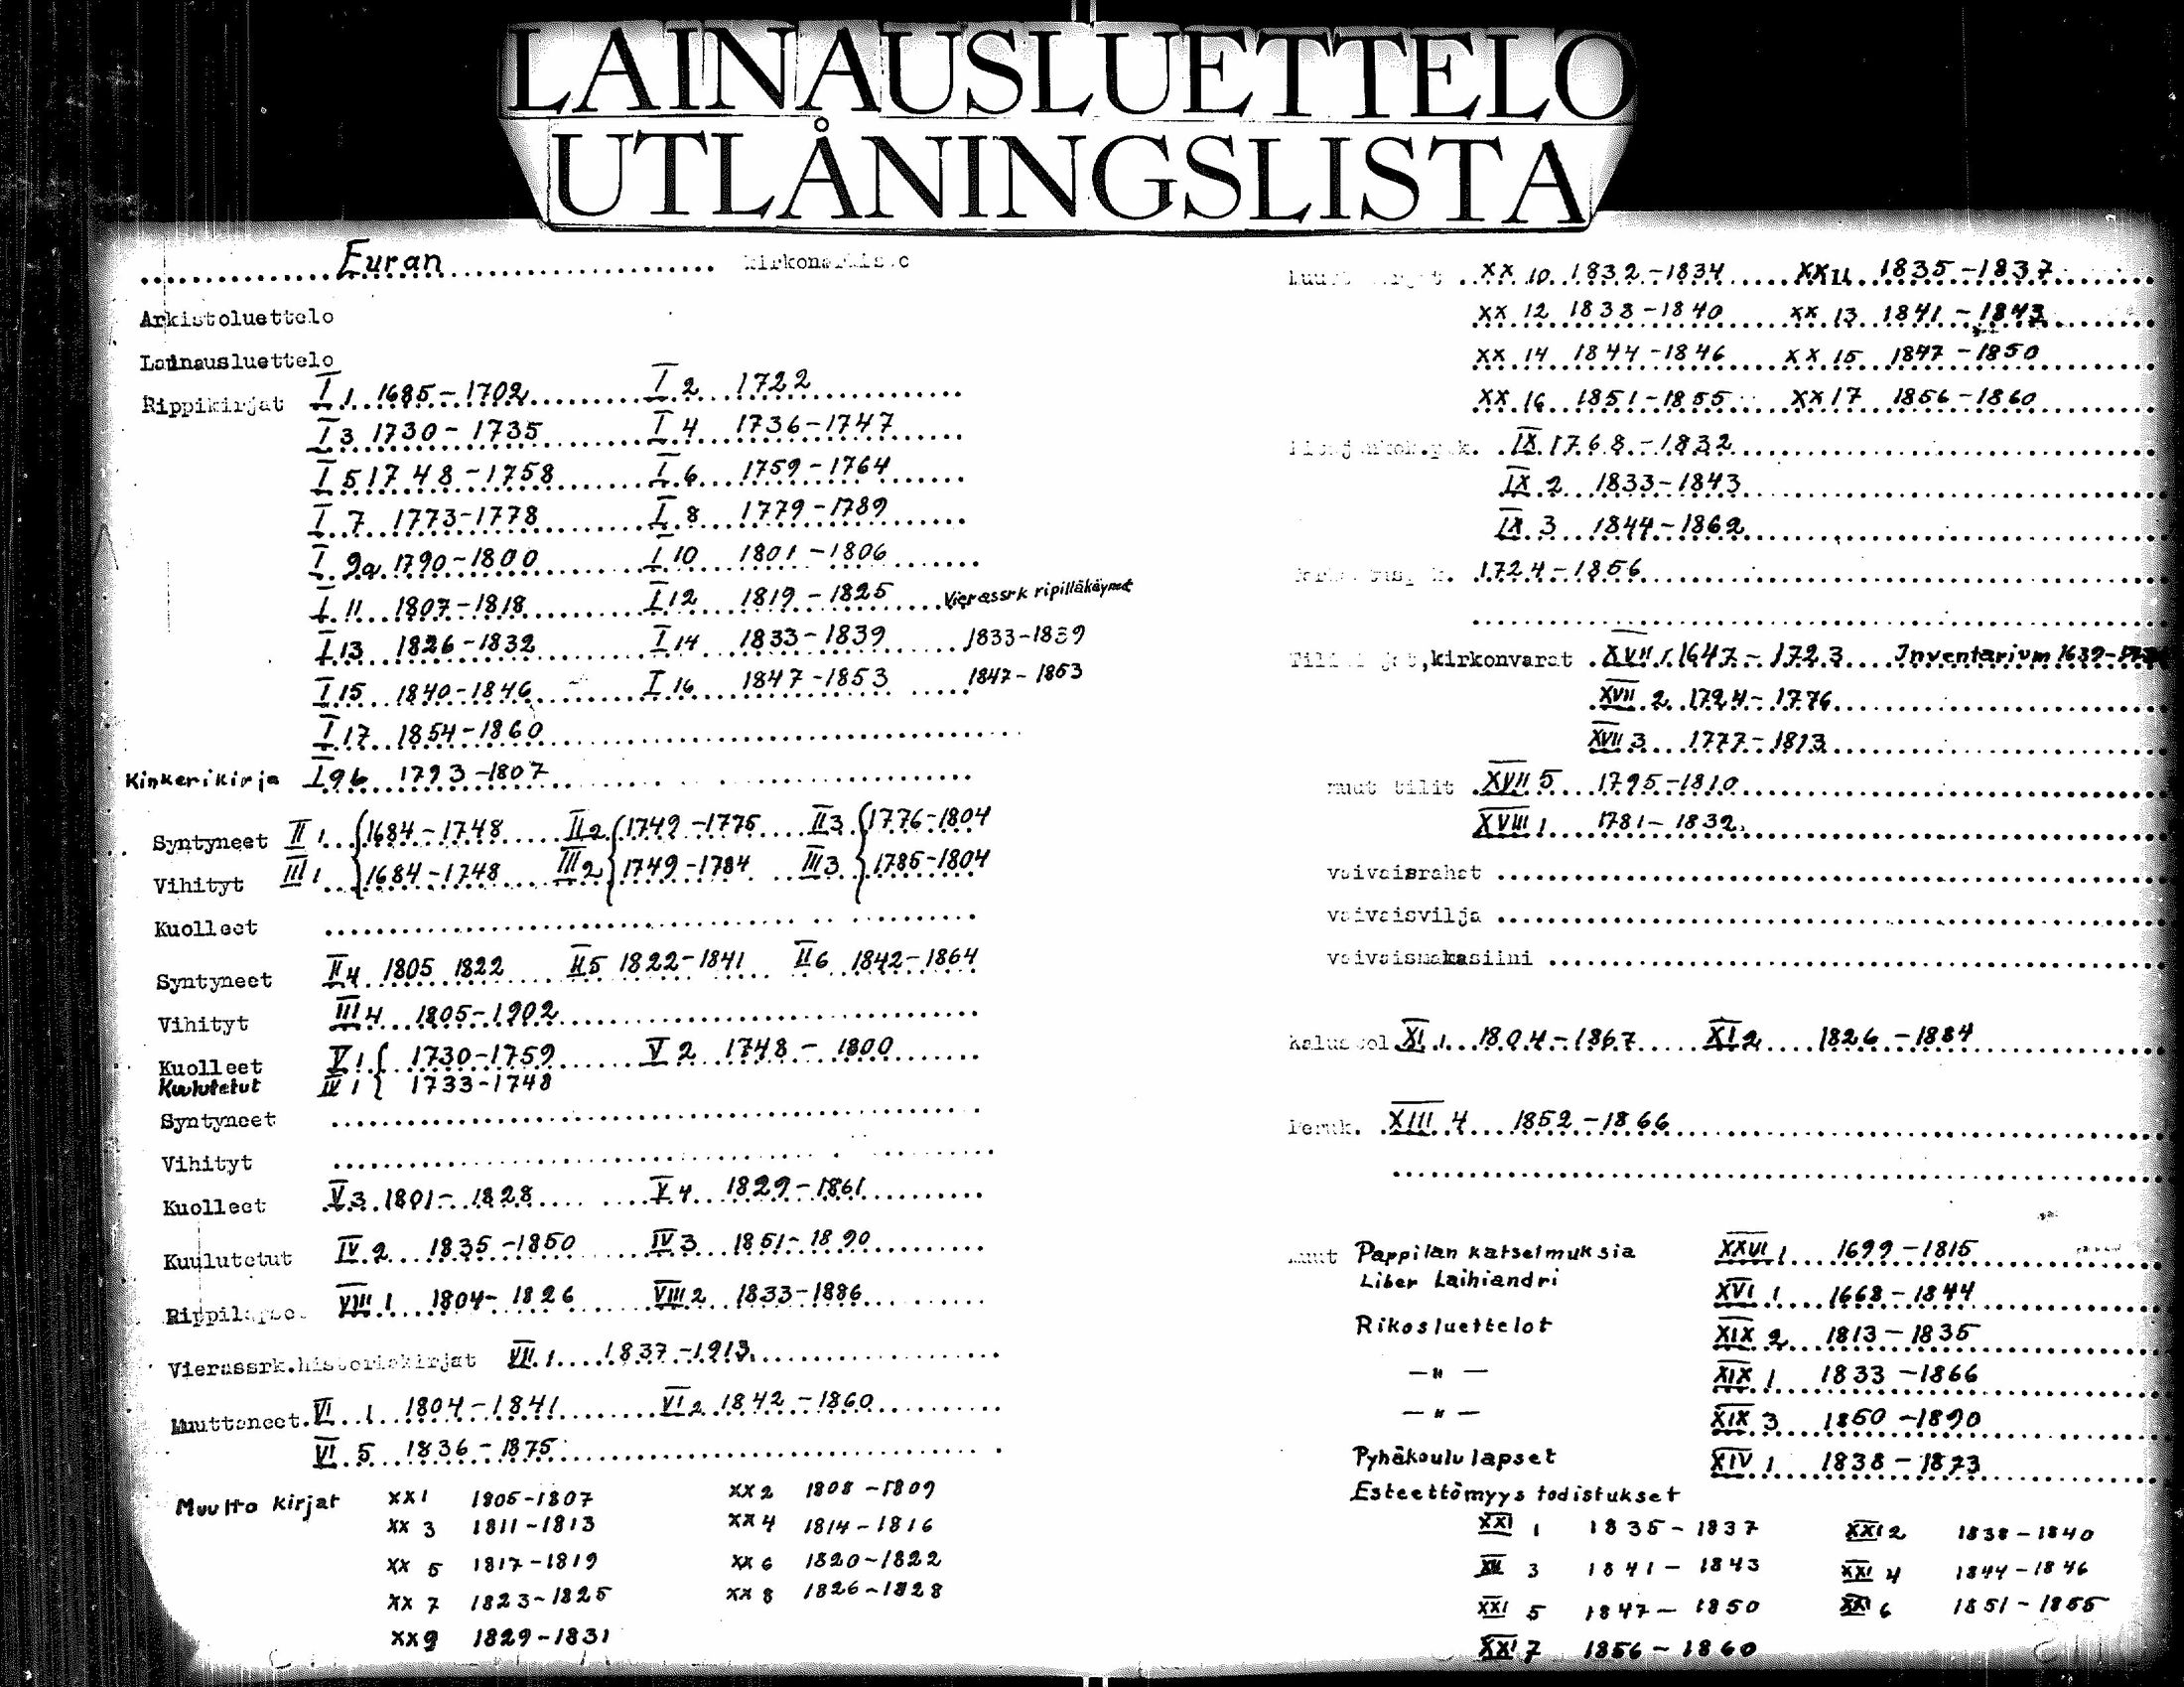 LAINAUSLUETTELO
UTLÅNINGSLISTA
Euran kirkonarkisto
Arkistoluettelo
Lainausluettelo
Rippikirjat I 1 1685-1702 I 2 1722
I 3 1730-1735 I 4 1736-1747
I 5 1748-1758 I 6 1759-1764
I 7 1773-1778 I 8 1779-1789
I 9a 1790-1800 I 10 1801-1806
I 11 1807-1818 I 12 1819-1825 Vierassrk ripilläkäyneet
I 13 1826-1832 I 14 1833-1839 1833-1839
I 15 1840-1846 I 16 1847-1853 1847-1853
I 17 1854-1860
Kinkerikirja I 9b 1793-1807
Syntyneet II 1 1684-1748 II 2 1749-1775 II 3 1776-1804
Vihityt III 1 1684-1748 III 2 1749-1784 III 3 1785-1804
Kuolleet
Syntyneet II 4 1805 1822 II 5 1822-1841 II 6 1842-1864
Vihityt III 4 1805-1902
Kuolleet V 1 1730-1759 V 2 1748-1800
Kuulutetut IV 1 1733-1748
Syntyneet
Vihityt
Kuolleet V 3 1801-1828 V 4 1829-1861
Kuulutetut IV 2 1835-1850 IV 3 1851-1890
VIII 1 1804-1826 VIII 2 1833-1886
Vierassrk.historiakirjat VII 1 1837-1913
Muuttaneet VI 1 1804-1841 VI 2 1842-1860
VI 5 1836-1875
Muutto kirjat XX 1 1805-1807 XX 2 1808-1809
XX 3 1811-1813 XX 4 1814-1816
XX 5 1817-1819 XX 6 1820-1822
XX 7 1823-1825 XX 8 1826-1828
XX 9 1829-1831
XX 10 1832-1834 XX 11 1835-1837
XX 12 1838-1840 XX 13 1841-1843
XX 14 1844-1846 XX 15 1847-1850
XX 16 1851-1855 XX 17 1856-1860
IX 1768-1832
IX 2 1833-1843
IX 3 1844-1862
1724-1856
kirkonvarat XVII 1 1647-1723 Inventarium
XVII 2 1724-1776
XVII 3 1777-1813
muut tilit XVII 5 1795-1810
XVIII 1 1781-1832
vaivaisrahat
vaivaisvilja
vaivaismakasiini
XI 1 1804-1867 XI 2 1826-1884
XIII 4 1852-1866
muut Pappilan katselmuksia XXVI 1 1699-1815
Liber Laihiandri XVI 1 1668-1844
Rikosluettelot XIX 2 1813-1835
—"— XIX 1 1833-1866
—"— XIX 3 1860-1890
Pyhäkoululapset XIV 1 1838-1873
Esteettömyys todistukset
XXI 1 1835-1837 XXI 2 1838-1840
XXI 3 1841-1843 XXI 4 1844-1846
XXI 5 1847-1850 XXI 6 1851-1855
XXI 7 1856-1860